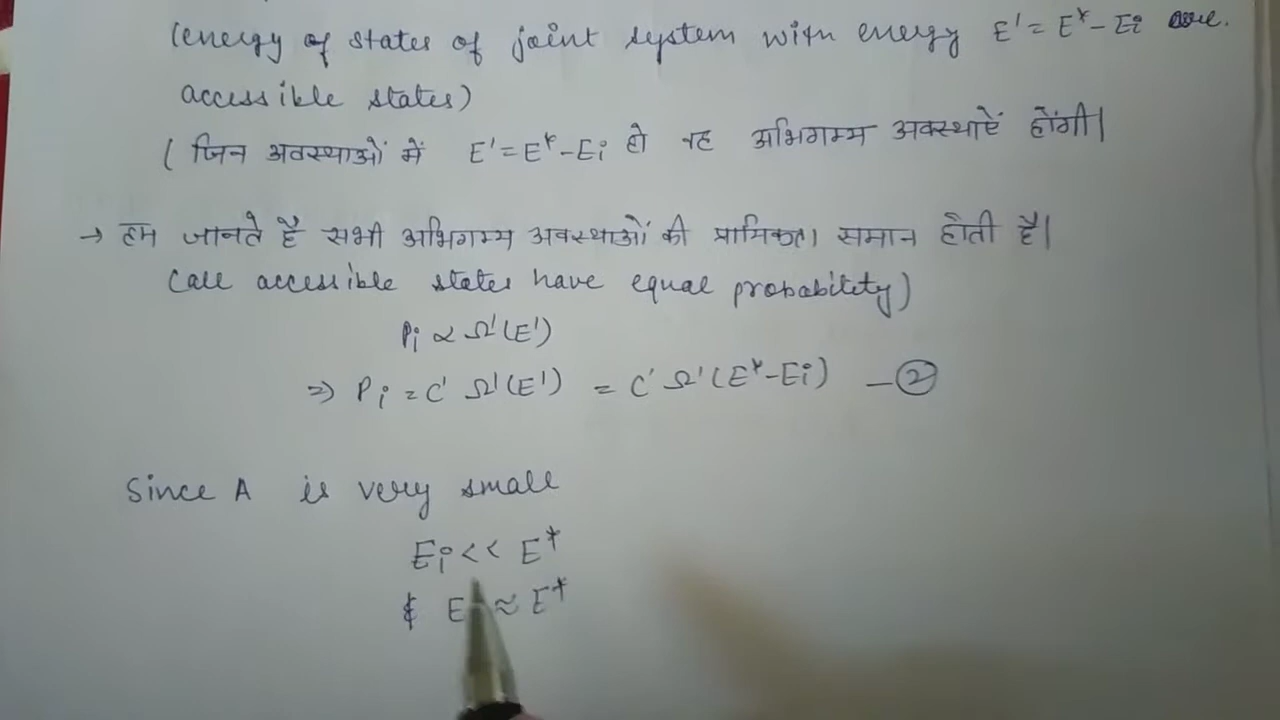 (energy of states of joint system with energy E' = E* - Ei are.
accessible states)
( जिन अवस्थाओं में E' = E* - Ei हो वह अभिगम्य अवस्थाऐं होंगी|
→ हम जानते है सभी अभिगम्य अवस्थाओं की प्रायिकता समान होती है|
(all accessible states have equal probability)
Pi ∝ Ω'(E')
⇒ Pi = C' Ω'(E') = C' Ω'(E* - Ei) — ②
Since A is very small
Ei << E*
& E ≈ E*